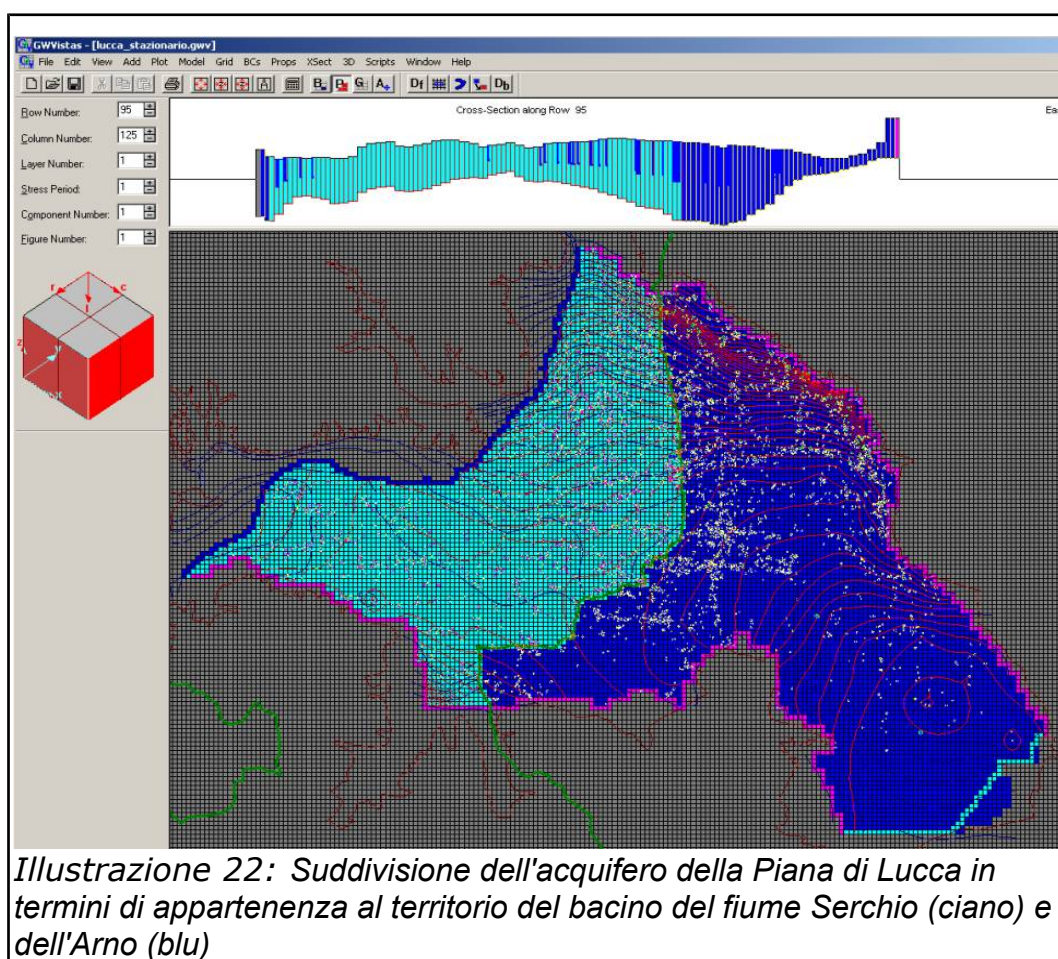 GWVistas - [lucca_stazionario.gwv]
File Edit View Add Plot Model Grid BCs Props XSect 3D Scripts Window Help
Row Number: 95
Column Number: 125
Layer Number: 1
Stress Period: 1
Component Number: 1
Figure Number: 1
Cross-Section along Row 95
Eas
r c
l
z
y
Illustrazione 22: Suddivisione dell'acquifero della Piana di Lucca in
termini di appartenenza al territorio del bacino del fiume Serchio (ciano) e
dell'Arno (blu)